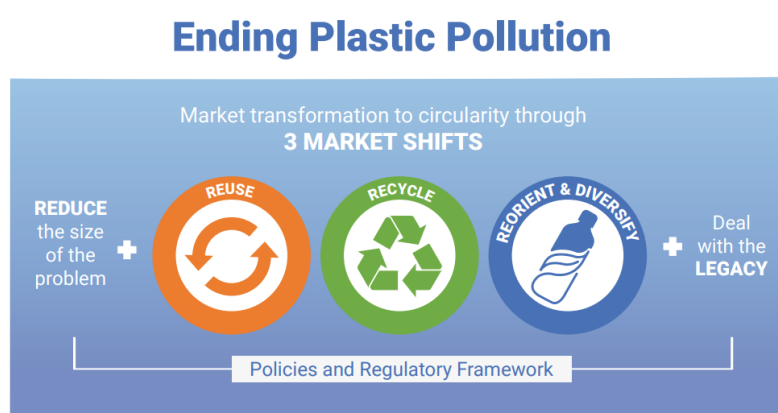 Ending Plastic Pollution
Market transformation to circularity through
3 MARKET SHIFTS
REDUCE
the size
of the
problem
REUSE
RECYCLE
REORIENT & DIVERSIFY
Deal
with the
LEGACY
Policies and Regulatory Framework